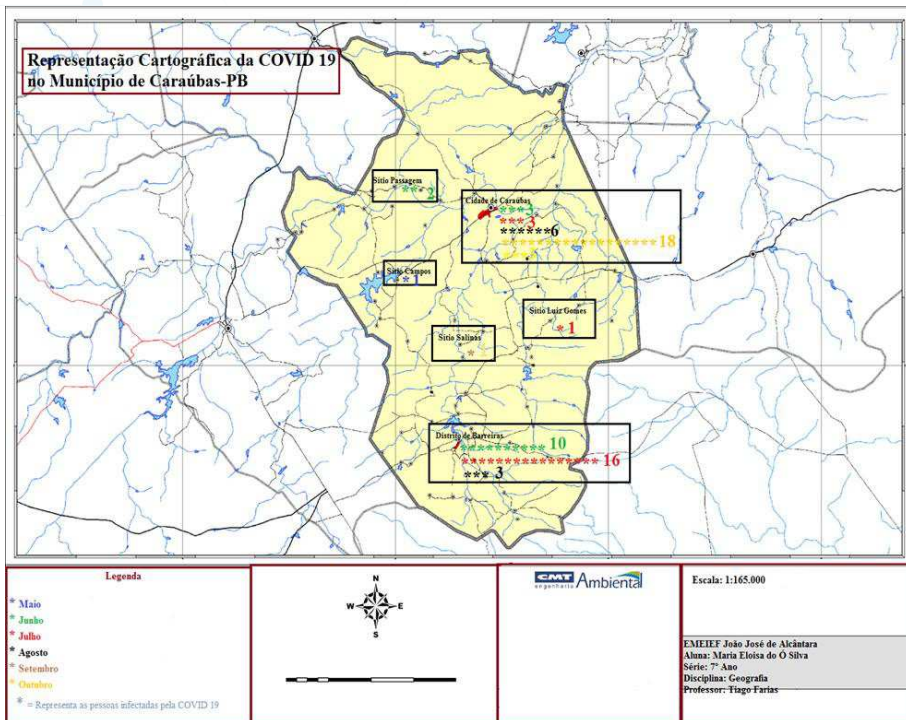 Representação Cartográfica da COVID 19
no Município de Caraúbas-PB
Sítio Passagem
** 2
Cidade de Caraúbas
***3
*** 3
******6
****************** 18
Sítio Campos
* 1
Sítio Luiz Gomes
* 1
Sítio Salinas
*
Distrito de Barreiras
********** 10
**************** 16
*** 3
Legenda
* Maio
* Junho
* Julho
* Agosto
* Setembro
* Outubro
* = Representa as pessoas infectadas pela COVID 19
N
W E
S
CMT Ambiental
engenharia
Escala: 1:165.000
EMEIEF João José de Alcântara
Aluna: Maria Eloisa do Ó Silva
Série: 7º Ano
Disciplina: Geografia
Professor: Tiago Farias